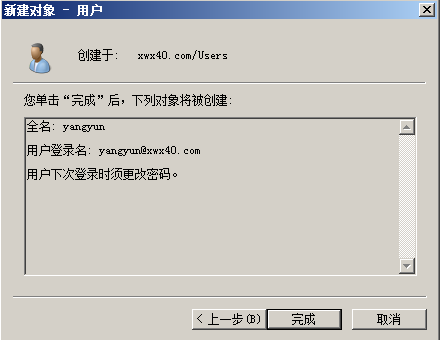 新建对象 - 用户
创建于: xwx40.com/Users
您单击“完成”后，下列对象将被创建:
全名: yangyun
用户登录名: yangyun@xwx40.com
用户下次登录时须更改密码。
< 上一步(B) 完成 取消